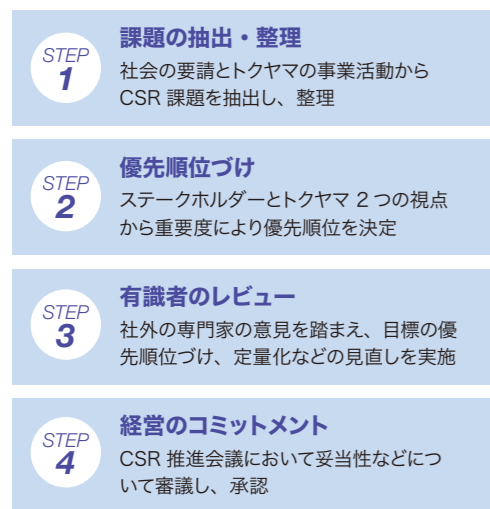 STEP
1
課題の抽出・整理
社会の要請とトクヤマの事業活動から
CSR 課題を抽出し、整理
STEP
2
優先順位づけ
ステークホルダーとトクヤマ 2 つの視点
から重要度により優先順位を決定
STEP
3
有識者のレビュー
社外の専門家の意見を踏まえ、目標の優
先順位づけ、定量化などの見直しを実施
STEP
4
経営のコミットメント
CSR 推進会議において妥当性などにつ
いて審議し、承認